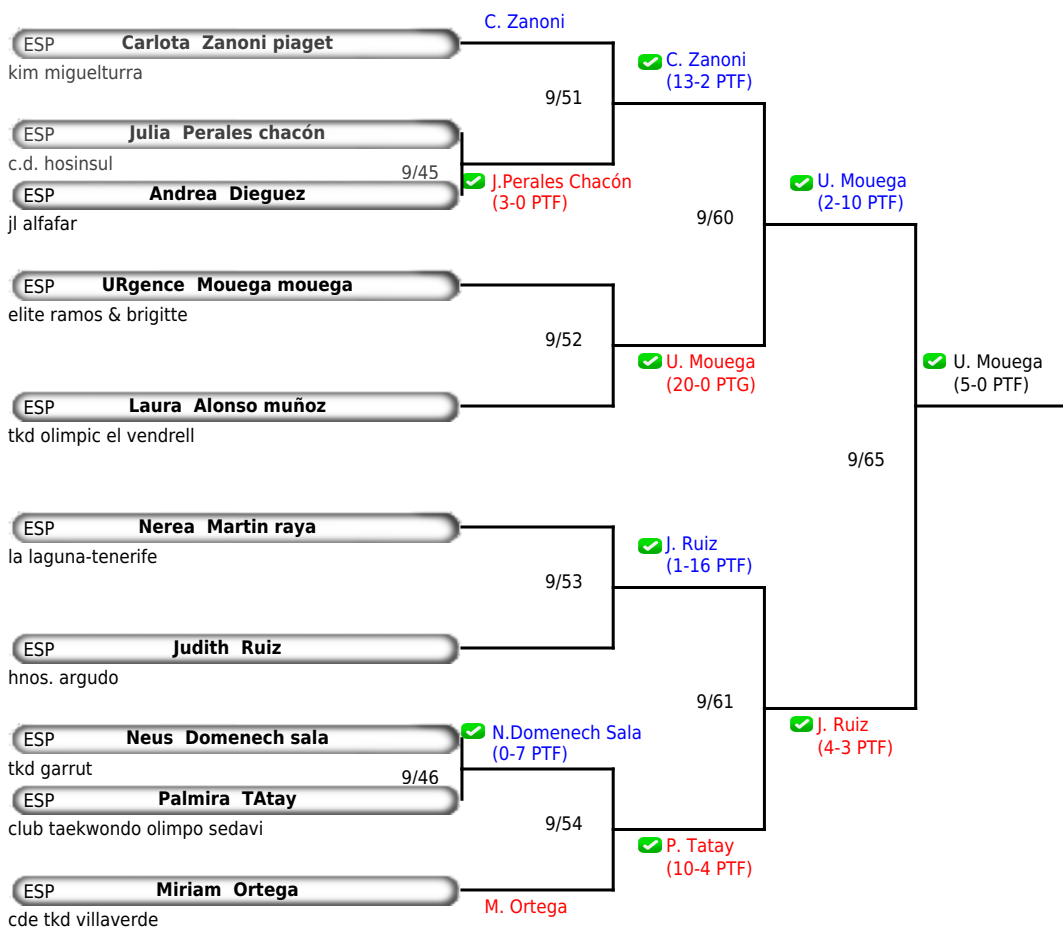 C. Zanoni
ESP Carlota Zanoni piaget
kim miguelturra
C. Zanoni
(13-2 PTF)
9/51
ESP Julia Perales chacón
c.d. hosinsul
9/45
J.Perales Chacón
(3-0 PTF)
ESP Andrea Dieguez
jl alfafar
U. Mouega
(2-10 PTF)
9/60
ESP URgence Mouega mouega
elite ramos & brigitte
9/52
U. Mouega
(20-0 PTG)
U. Mouega
(5-0 PTF)
ESP Laura Alonso muñoz
tkd olimpic el vendrell
9/65
ESP Nerea Martin raya
la laguna-tenerife
J. Ruiz
(1-16 PTF)
9/53
ESP Judith Ruiz
hnos. argudo
9/61
J. Ruiz
(4-3 PTF)
ESP Neus Domenech sala
tkd garrut
N.Domenech Sala
(0-7 PTF)
9/46
ESP Palmira TAtay
club taekwondo olimpo sedavi
9/54
P. Tatay
(10-4 PTF)
ESP Miriam Ortega
cde tkd villaverde
M. Ortega